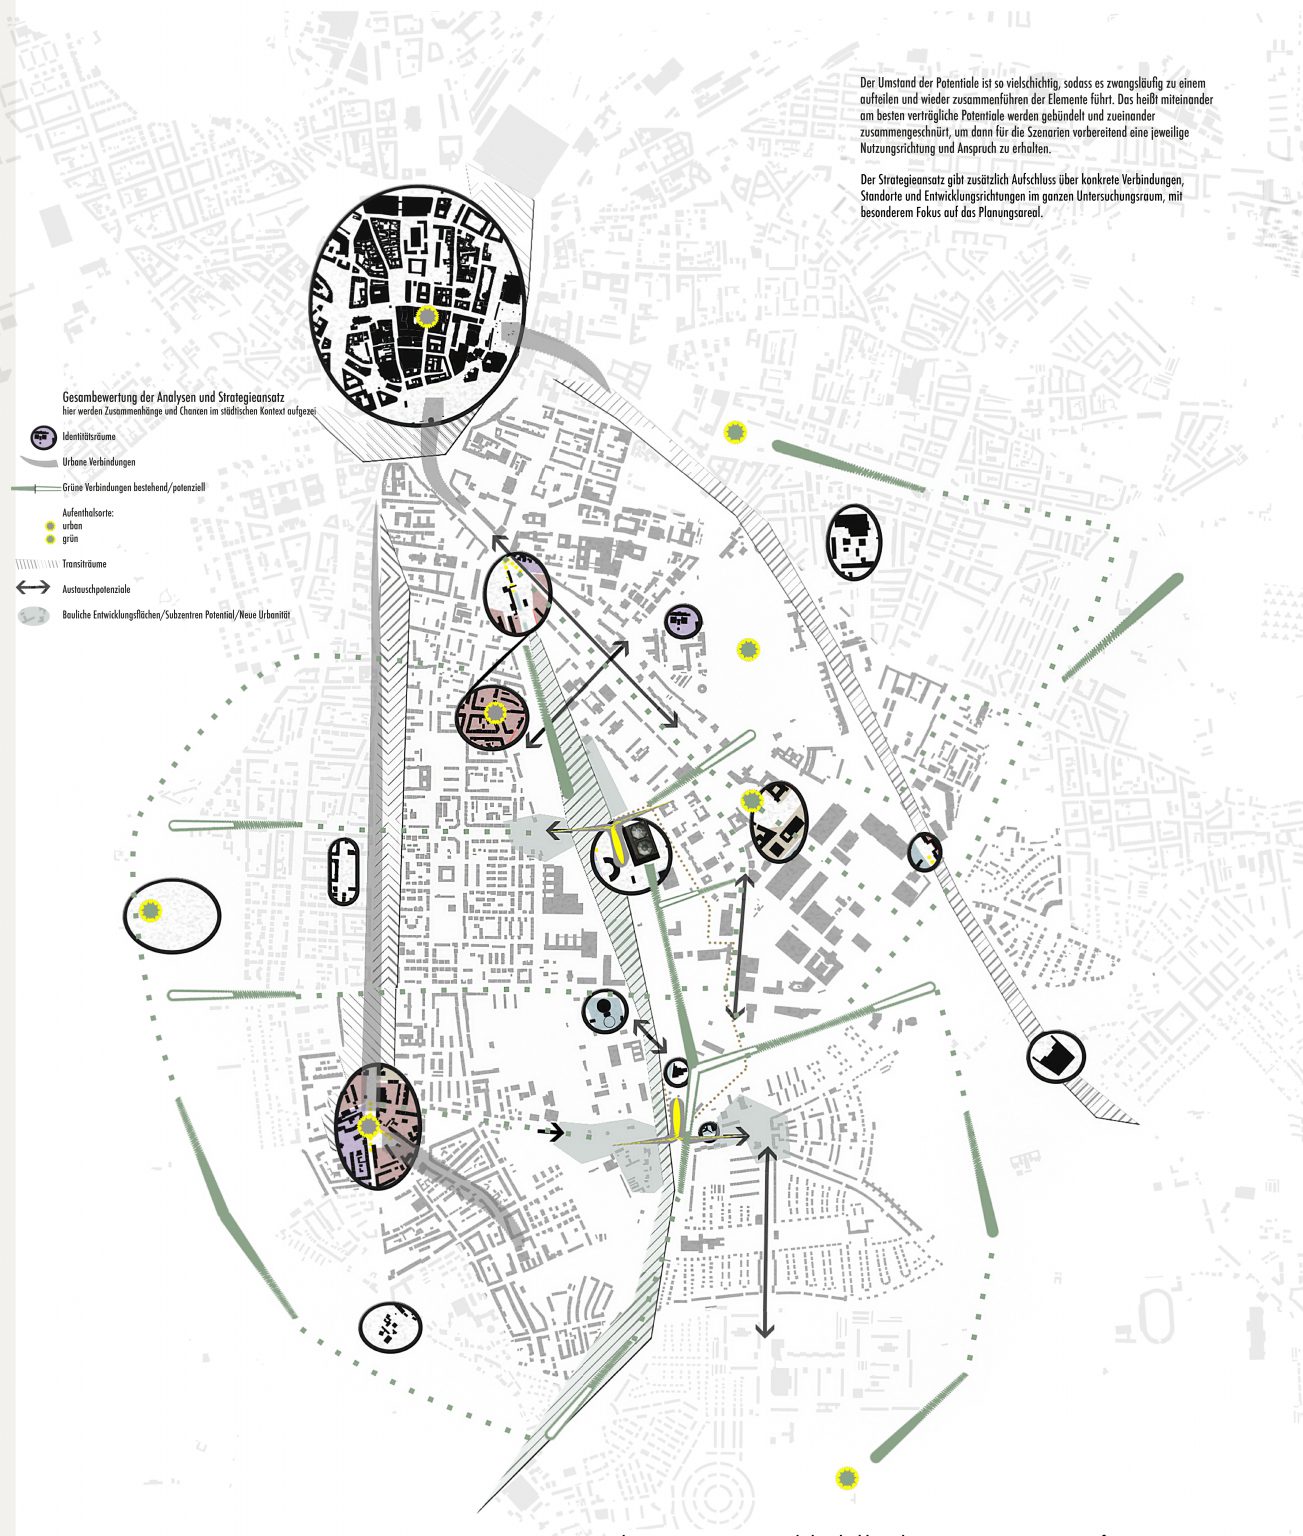 Der Umstand der Potentiale ist so vielschichtig, sodass es zwangsläufig zu einem
aufteilen und wieder zusammenführen der Elemente führt. Das heißt miteinander
am besten verträgliche Potentiale werden gebündelt und zueinander
zusammengeschnürt, um dann für die Szenarien vorbereitend eine jeweilige
Nutzungsrichtung und Anspruch zu erhalten.
Der Strategieansatz gibt zusätzlich Aufschluss über konkrete Verbindungen,
Standorte und Entwicklungsrichtungen im ganzen Untersuchungsraum, mit
besonderem Fokus auf das Planungsareal.
Gesambewertung der Analysen und Strategieansatz
hier werden Zusammenhänge und Chancen im städtischen Kontext aufgezei
Identitätsräume
Urbane Verbindungen
Grüne Verbindungen bestehend/potenziell
Aufenthalsorte:
urban
grün
Transiträume
Austauschpotenziale
Bauliche Entwicklungsflächen/Subzentren Potential/Neue Urbanität